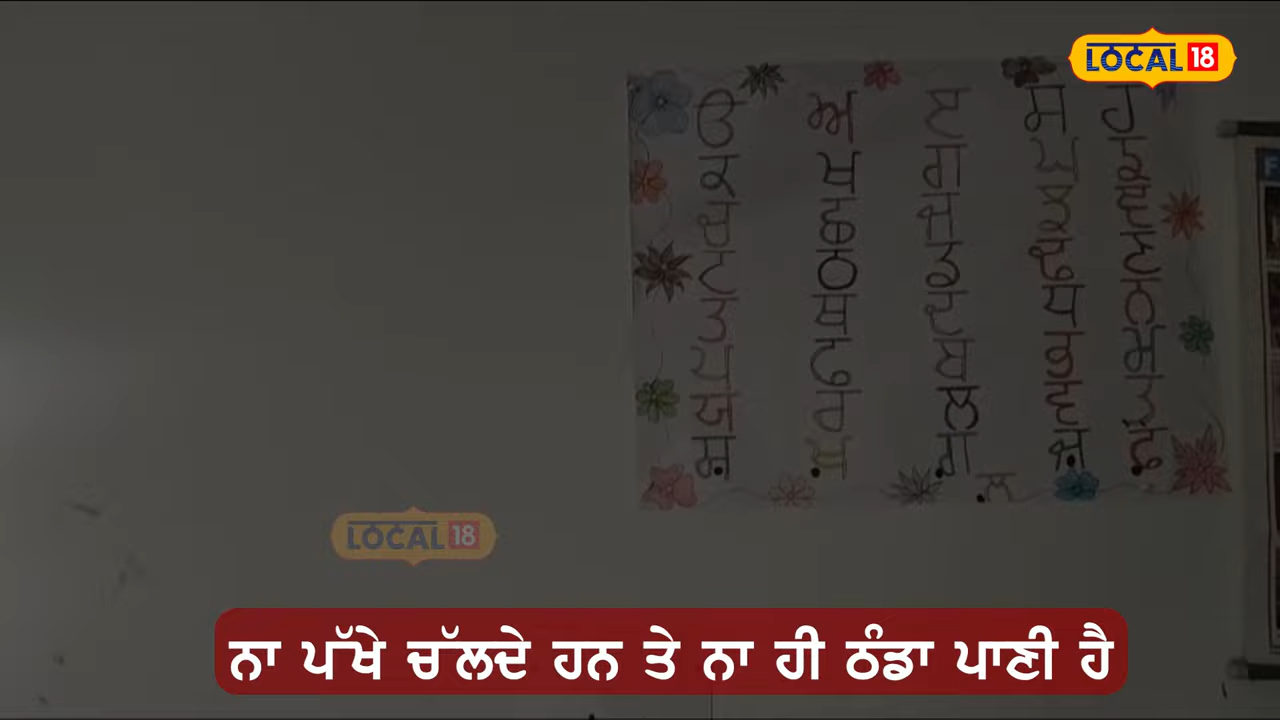 LOCAL 18
ੳ ਅ ੲ ਸ ਹ
ਕ ਖ ਗ ਘ ਙ
ਚ ਛ ਜ ਝ ਞ
ਟ ਠ ਡ ਢ ਣ
ਤ ਥ ਦ ਧ ਨ
ਪ ਫ ਬ ਭ ਮ
ਯ ਰ ਲ ਵ ੜ
ਸ਼ ਖ਼ ਗ਼ ਜ਼ ਫ਼
ਲ਼
LOCAL 18
ਨਾ ਪੱਖੇ ਚੱਲਦੇ ਹਨ ਤੇ ਨਾ ਹੀ ਠੰਡਾ ਪਾਣੀ ਹੈ